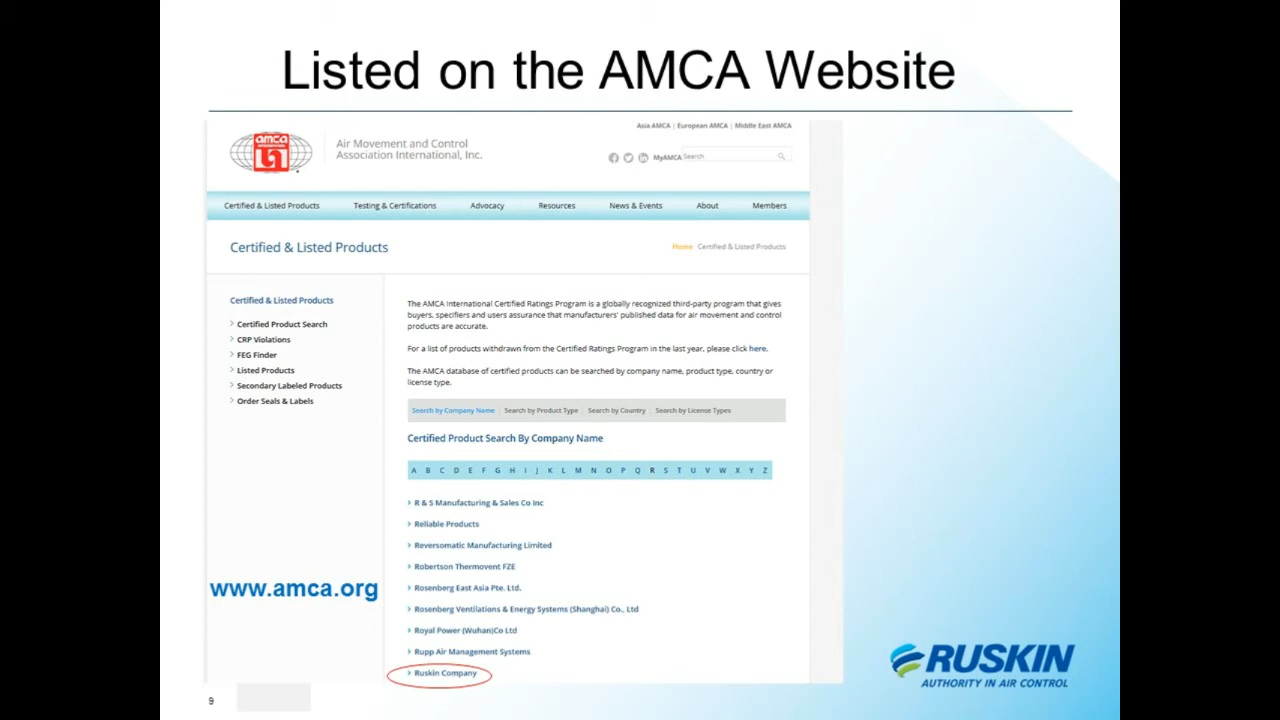 Listed on the AMCA Website
Asia AMCA | European AMCA | Middle East AMCA
amca
INTERNATIONAL
Air Movement and Control
Association International, Inc.
MyAMCA
Search
Certified & Listed Products
Testing & Certifications
Advocacy
Resources
News & Events
About
Members
Certified & Listed Products
Home Certified & Listed Products
Certified & Listed Products
Certified Product Search
CRP Violations
FEG Finder
Listed Products
Secondary Labeled Products
Order Seals & Labels
www.amca.org
The AMCA International Certified Ratings Program is a globally recognized third-party program that gives
buyers, specifiers and users assurance that manufacturers' published data for air movement and control
products are accurate.
For a list of products withdrawn from the Certified Ratings Program in the last year, please click here.
The AMCA database of certified products can be searched by company name, product type, country or
license type.
Search by Company Name | Search by Product Type | Search by Country | Search by License Types
Certified Product Search By Company Name
A B C D E F G H I J K L M N O P Q R S T U V W X Y Z
R & S Manufacturing & Sales Co Inc
Reliable Products
Reversomatic Manufacturing Limited
Robertson Thermovent FZE
Rosenberg East Asia Pte. Ltd.
Rosenberg Ventilations & Energy Systems (Shanghai) Co., Ltd
Royal Power (Wuhan)Co Ltd
Rupp Air Management Systems
Ruskin Company
RUSKIN
AUTHORITY IN AIR CONTROL
9